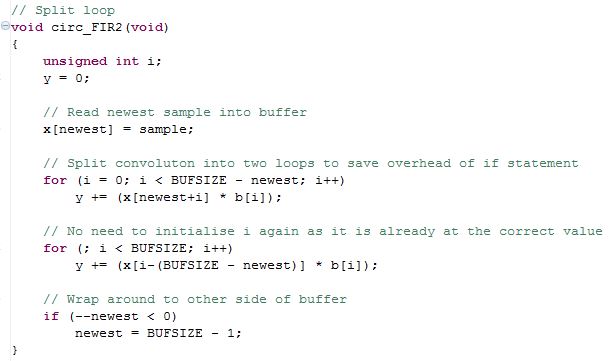 // Split loop
void circ_FIR2(void)
{
unsigned int i;
y = 0;
// Read newest sample into buffer
x[newest] = sample;
// Split convoluton into two loops to save overhead of if statement
for (i = 0; i < BUFSIZE - newest; i++)
y += (x[newest+i] * b[i]);
// No need to initialise i again as it is already at the correct value
for (; i < BUFSIZE; i++)
y += (x[i-(BUFSIZE - newest)] * b[i]);
// Wrap around to other side of buffer
if (--newest < 0)
newest = BUFSIZE - 1;
}